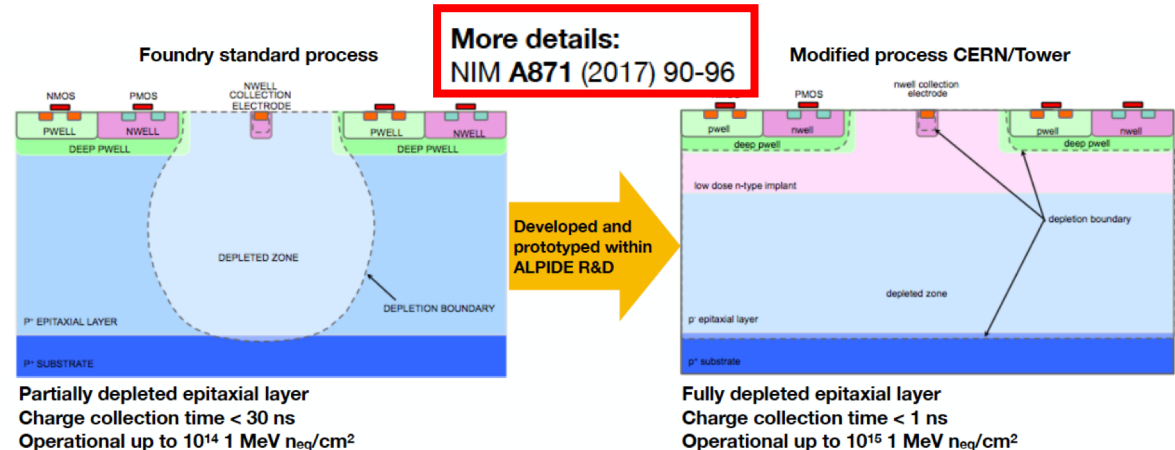 Foundry standard process
More details:
NIM A871 (2017) 90-96
Modified process CERN/Tower
NMOS
PMOS
NWELL
COLLECTION
ELECTRODE
PWELL
NWELL
PWELL
NWELL
DEEP PWELL
DEEP PWELL
DEPLETED ZONE
DEPLETION BOUNDARY
P⁺ EPITAXIAL LAYER
P⁺ SUBSTRATE
Partially depleted epitaxial layer
Charge collection time < 30 ns
Operational up to 10¹⁴ 1 MeV nₑq/cm²
Developed and
prototyped within
ALPIDE R&D
PMOS
nwell collection
electrode
pwell
nwell
pwell
nwell
deep pwell
deep pwell
low dose n-type implant
depletion boundary
depleted zone
p⁻ epitaxial layer
p⁺ substrate
Fully depleted epitaxial layer
Charge collection time < 1 ns
Operational up to 10¹⁵ 1 MeV nₑq/cm²